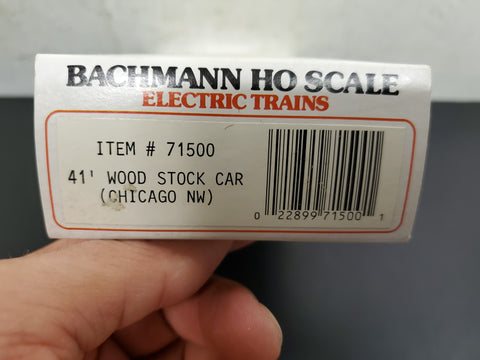 BACHMANN HO SCALE
ELECTRIC TRAINS
ITEM # 71500
41' WOOD STOCK CAR
(CHICAGO NW)
0 22899 71500 1